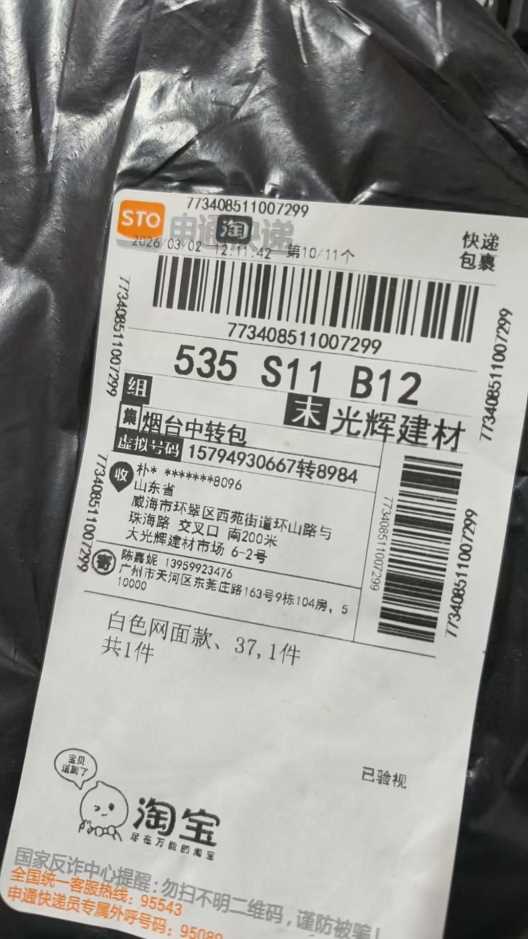 773408511007299
STO 申通快递
淘
快递
包裹
2026/03/02 12:11:42 第10/11个
773408511007299
773408511007299
773408511007299
535 S11 B12
组
末 光辉建材
集 烟台中转包
虚拟号码 15794930667转8984
收 朴* *******8096
山东省
威海市环翠区西苑街道环山路与
珠海路 交叉口 南200米
大光辉建材市场 6-2号
773408511007299
773408511007299
773408511007299
寄 陈嘉妮 13959923476
广州市天河区东莞庄路163号9栋104房, 5
10000
白色网面款、37,1件
共1件
已验视
宝贝
送到了
淘宝
尽在万能的淘宝
国家反诈中心提醒:勿扫不明二维码,谨防被骗!
全国统一客服热线: 95543
申通快递员专属外呼号码: 95089